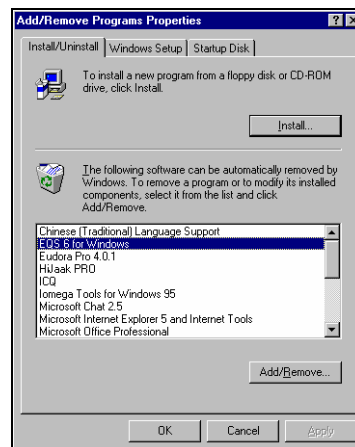 Add/Remove Programs Properties
Install/Uninstall Windows Setup Startup Disk
To install a new program from a floppy disk or CD-ROM
drive, click Install.
Install...
The following software can be automatically removed by
Windows. To remove a program or to modify its installed
components, select it from the list and click
Add/Remove.
Chinese (Traditional) Language Support
EQS 6 for Windows
Eudora Pro 4.0.1
HiJaak PRO
ICQ
Iomega Tools for Windows 95
Microsoft Chat 2.5
Microsoft Internet Explorer 5 and Internet Tools
Microsoft Office Professional
Add/Remove...
OK Cancel Apply